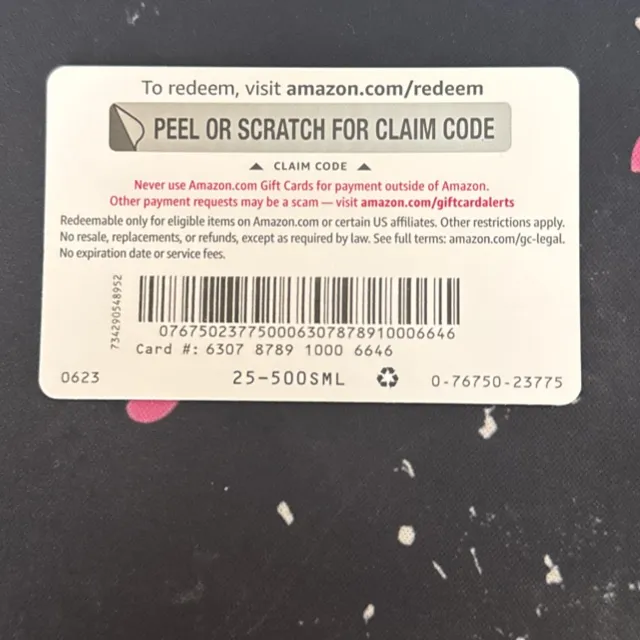 To redeem, visit amazon.com/redeem
PEEL OR SCRATCH FOR CLAIM CODE
▲ CLAIM CODE ▲
Never use Amazon.com Gift Cards for payment outside of Amazon.
Other payment requests may be a scam — visit amazon.com/giftcardalerts
Redeemable only for eligible items on Amazon.com or certain US affiliates. Other restrictions apply.
No resale, replacements, or refunds, except as required by law. See full terms: amazon.com/gc-legal.
No expiration date or service fees.
734290548952
076750237750006307878910006646
Card #: 6307 8789 1000 6646
0623 25-500SML 0-76750-23775